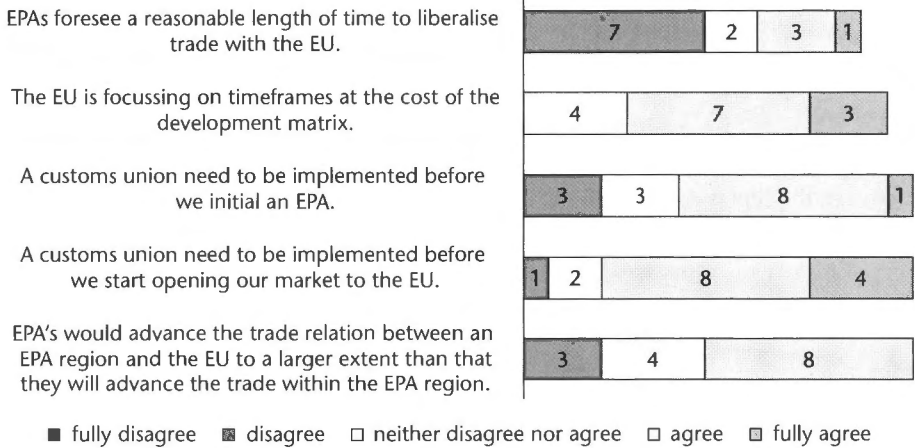 EPAs foresee a reasonable length of time to liberalise
trade with the EU.
7 2 3 1
The EU is focussing on timeframes at the cost of the
development matrix.
4 7 3
A customs union need to be implemented before
we initial an EPA.
3 3 8 1
A customs union need to be implemented before
we start opening our market to the EU.
1 2 8 4
EPA's would advance the trade relation between an
EPA region and the EU to a larger extent than that
they will advance the trade within the EPA region.
3 4 8
fully disagree disagree neither disagree nor agree agree fully agree